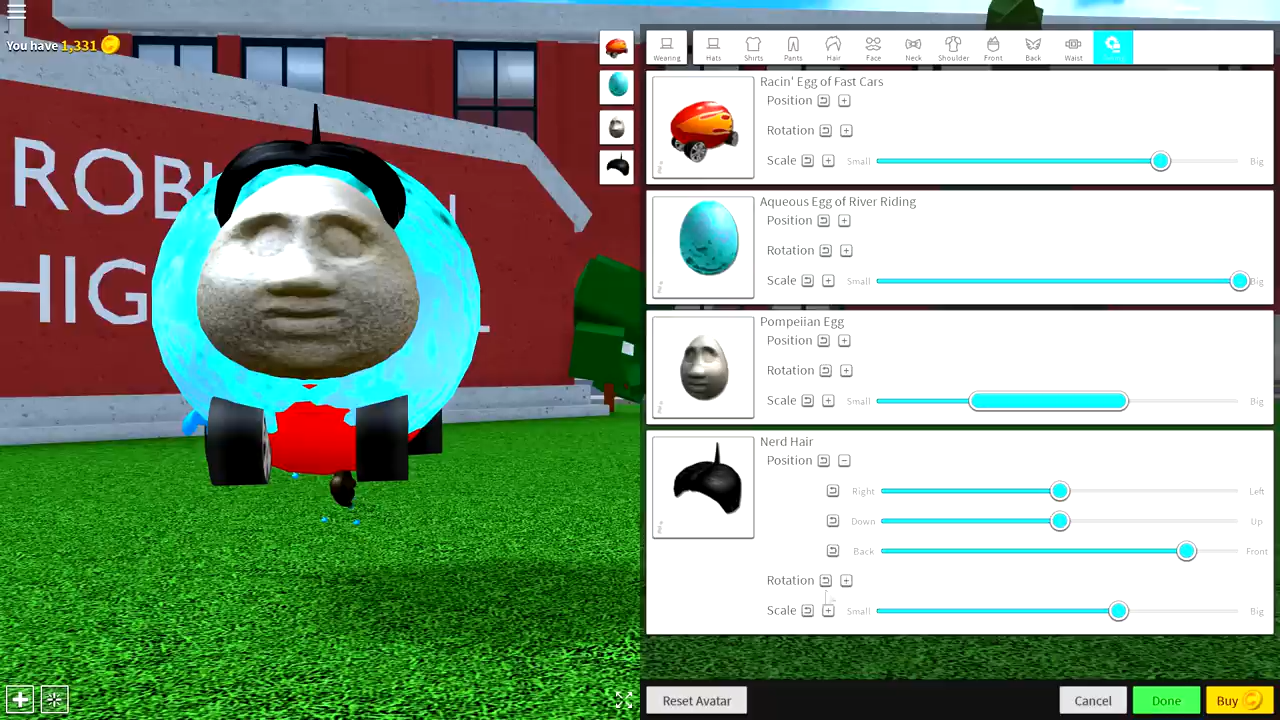 You have 1,331
ROBL
HIG
L
Wearing
Hats
Shirts
Pants
Hair
Face
Neck
Shoulder
Front
Back
Waist
Racin' Egg of Fast Cars
Position
Rotation
Scale Small Big
Aqueous Egg of River Riding
Position
Rotation
Scale Small Big
Pompeiian Egg
Position
Rotation
Scale Small Big
Nerd Hair
Position
Right Left
Down Up
Back Front
Rotation
Scale Small Big
Reset Avatar
Cancel
Done
Buy